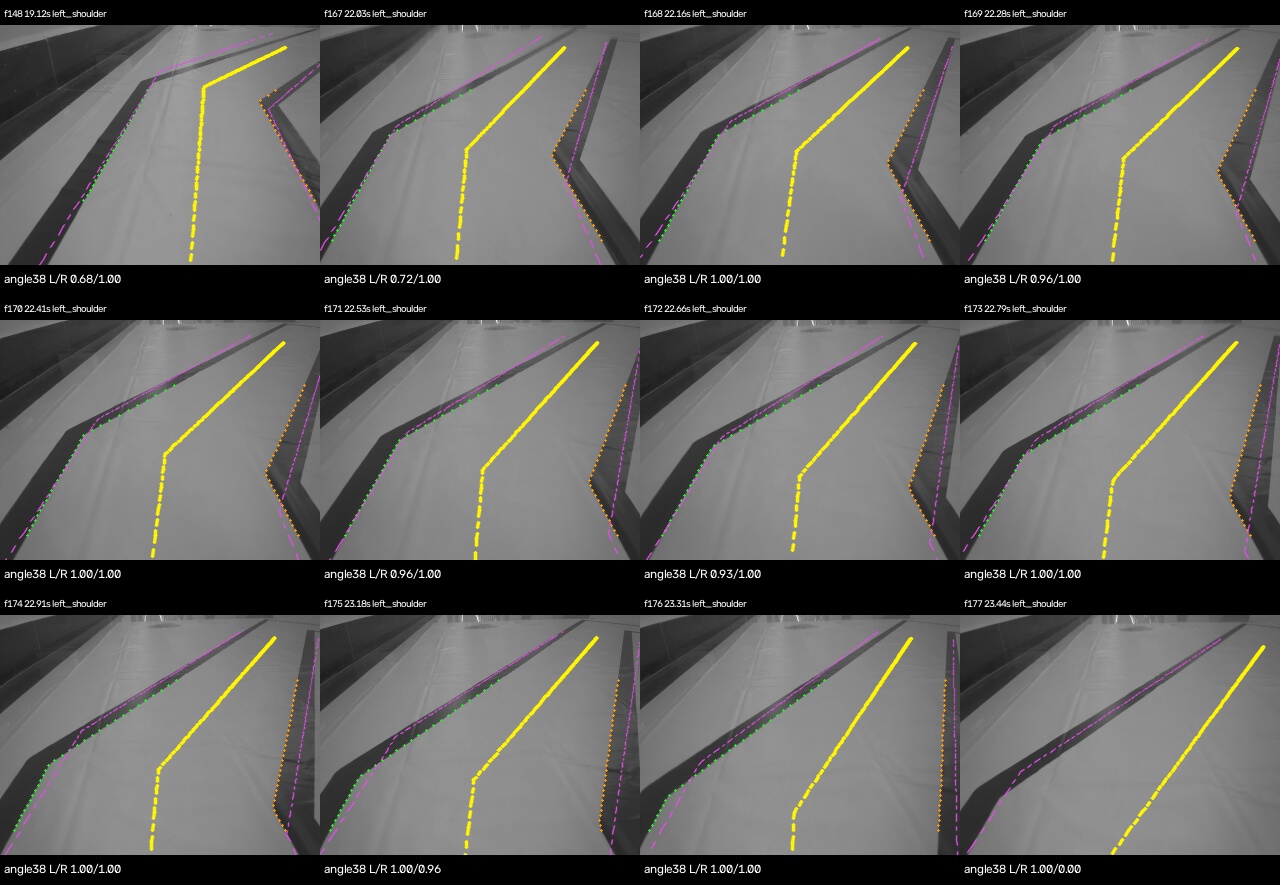 f148 19.12s left_shoulder
f167 22.03s left_shoulder
f168 22.16s left_shoulder
f169 22.28s left_shoulder
angle38 L/R 0.68/1.00
angle38 L/R 0.72/1.00
angle38 L/R 1.00/1.00
angle38 L/R 0.96/1.00
f170 22.41s left_shoulder
f171 22.53s left_shoulder
f172 22.66s left_shoulder
f173 22.79s left_shoulder
angle38 L/R 1.00/1.00
angle38 L/R 0.96/1.00
angle38 L/R 0.93/1.00
angle38 L/R 1.00/1.00
f174 22.91s left_shoulder
f175 23.18s left_shoulder
f176 23.31s left_shoulder
f177 23.44s left_shoulder
angle38 L/R 1.00/1.00
angle38 L/R 1.00/0.96
angle38 L/R 1.00/1.00
angle38 L/R 1.00/0.00